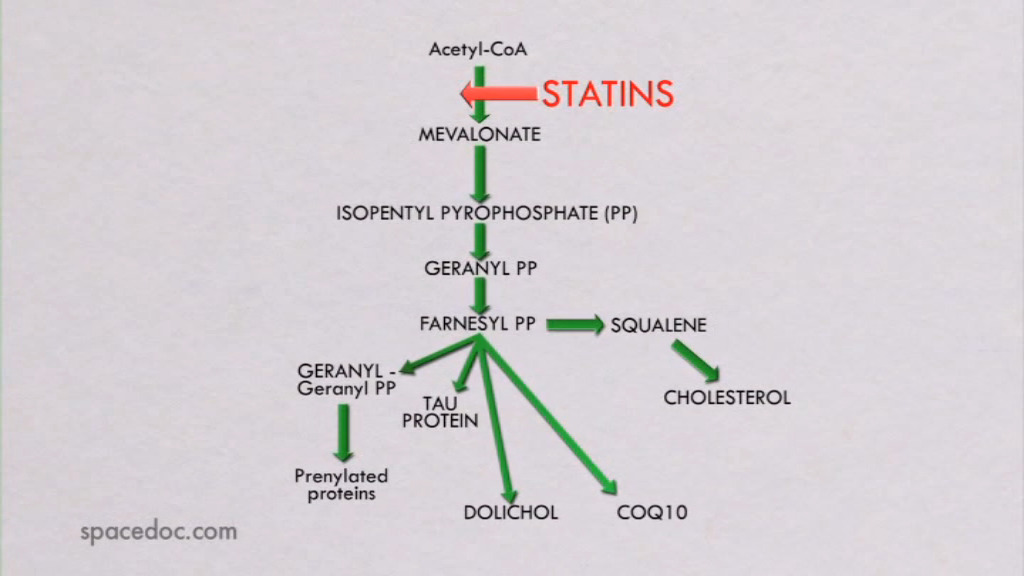 Acetyl-CoA
STATINS
MEVALONATE
ISOPENTYL PYROPHOSPHATE (PP)
GERANYL PP
FARNESYL PP
SQUALENE
GERANYL -
Geranyl PP
TAU
PROTEIN
CHOLESTEROL
Prenylated
proteins
DOLICHOL
COQ10
spacedoc.com